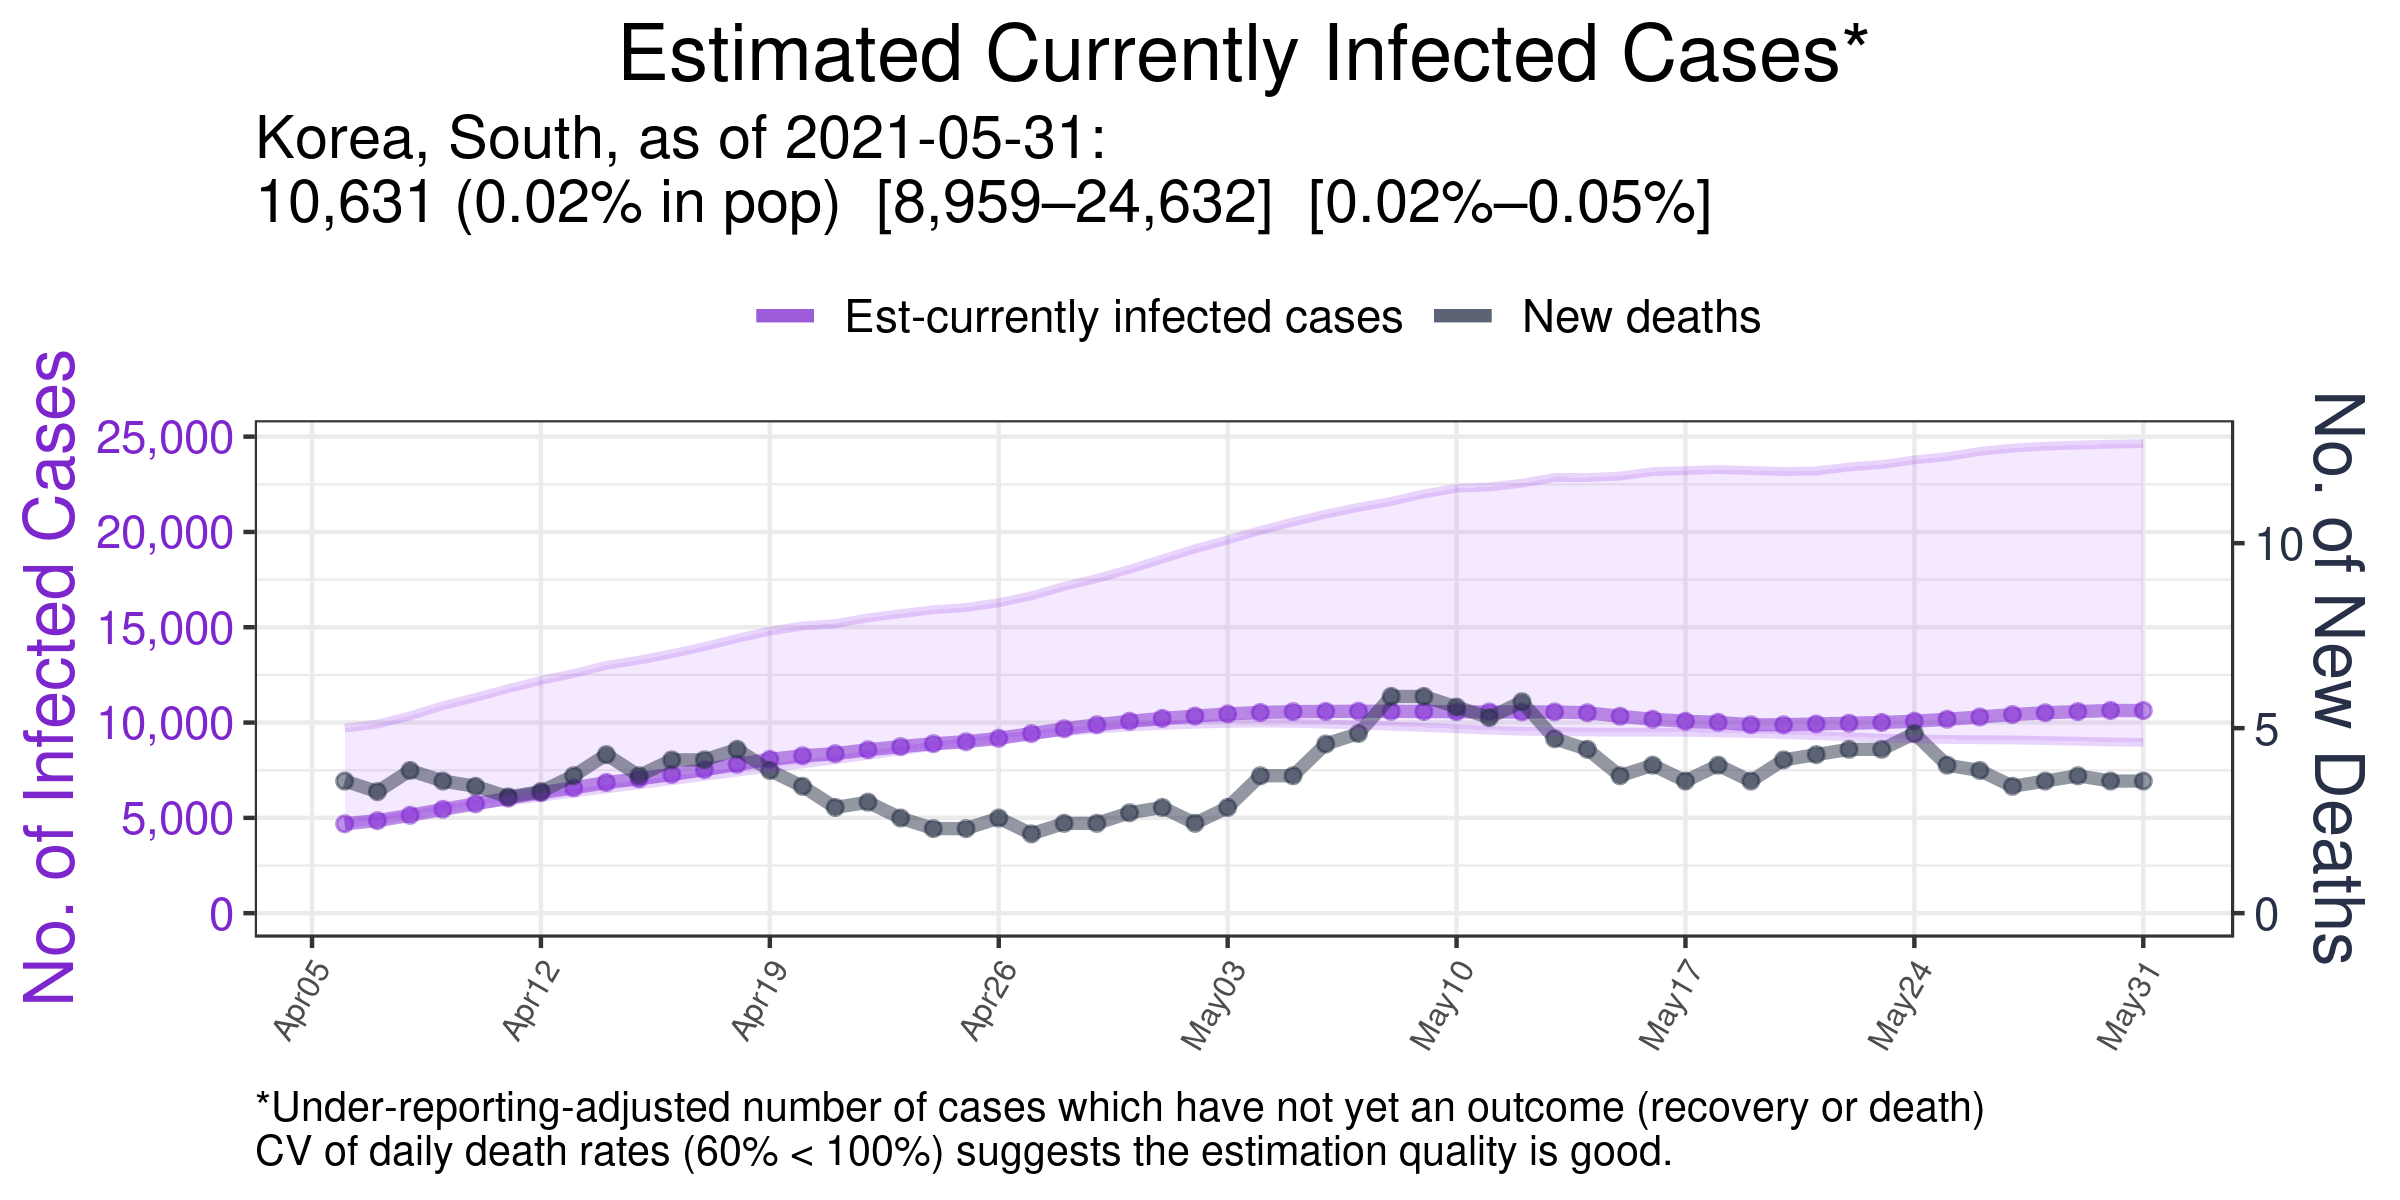 Estimated Currently Infected Cases*
Korea, South, as of 2021-05-31:
10,631 (0.02% in pop)  [8,959–24,632]  [0.02%–0.05%]
Est-currently infected cases
New deaths
No. of Infected Cases
25,000
20,000
15,000
10,000
5,000
0
10
5
0
No. of New Deaths
Apr05
Apr12
Apr19
Apr26
May03
May10
May17
May24
May31
*Under-reporting-adjusted number of cases which have not yet an outcome (recovery or death)
CV of daily death rates (60% < 100%) suggests the estimation quality is good.